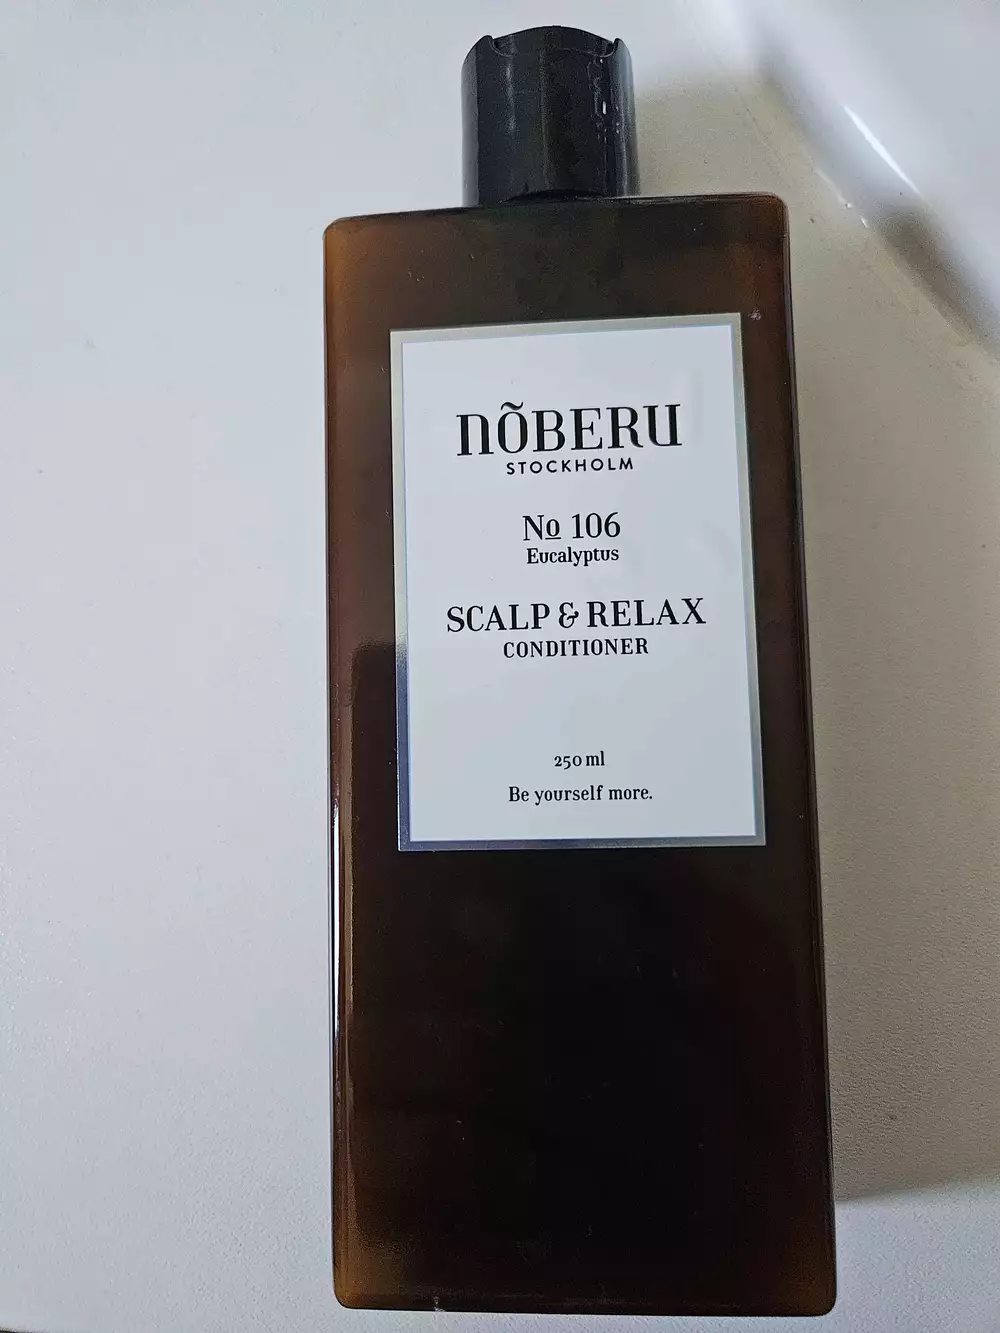 NÕBERU
STOCKHOLM
No 106
Eucalyptus
SCALP & RELAX
CONDITIONER
250 ml
Be yourself more.